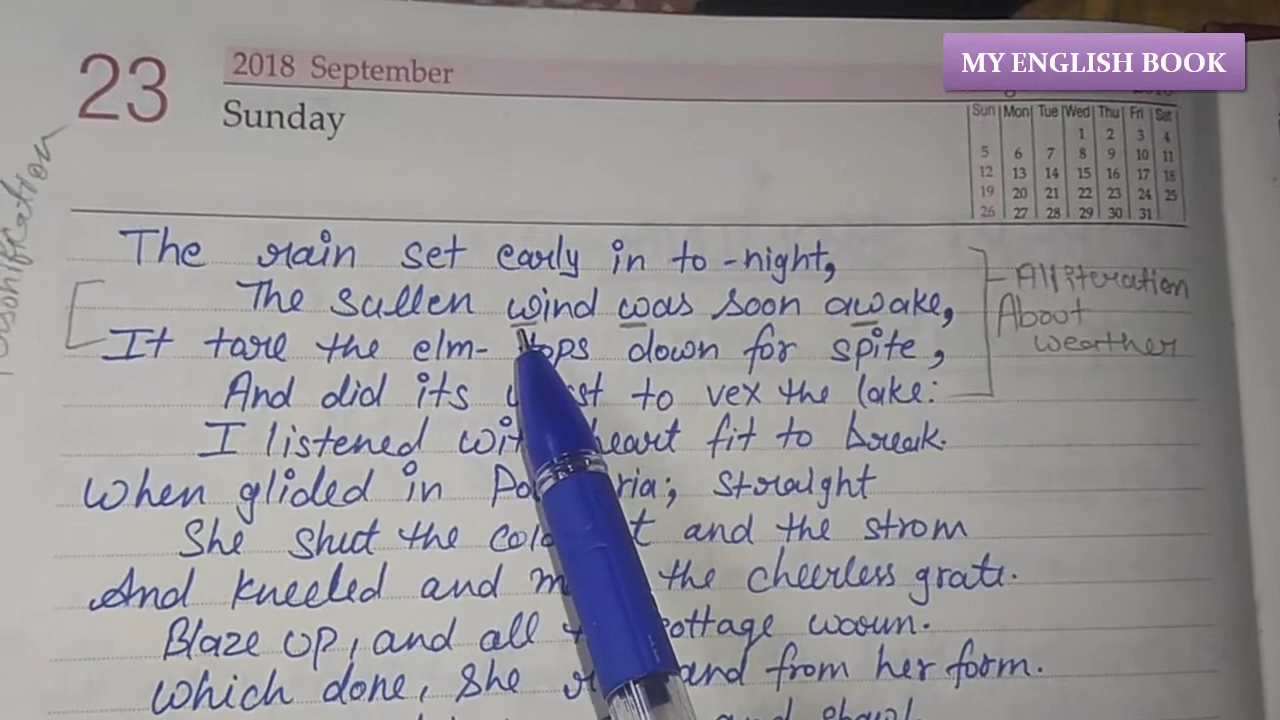 MY ENGLISH BOOK
23
2018 September
Sunday
Sun Mon Tue Wed Thu Fri Sat
1 2 3 4
5 6 7 8 9 10 11
12 13 14 15 16 17 18
19 20 21 22 23 24 25
26 27 28 29 30 31
The rain set early in to-night,
The sullen wind was soon awake,
It tare the elm-tops down for spite,
And did its to vex the lake:
I listened heart fit to break.
When glided in straight
She shut the and the strom
And kneeled and the cheerless grate.
Blaze up, and all cottage
Which done, She and from her form.
and shawl
Alliteration
About
weather